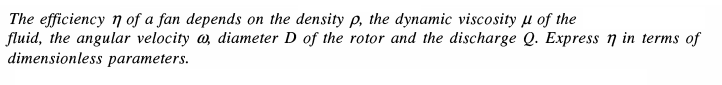 The efficiency η of a fan depends on the density ρ, the dynamic viscosity μ of the
fluid, the angular velocity ω, diameter D of the rotor and the discharge Q. Express η in terms of
dimensionless parameters.